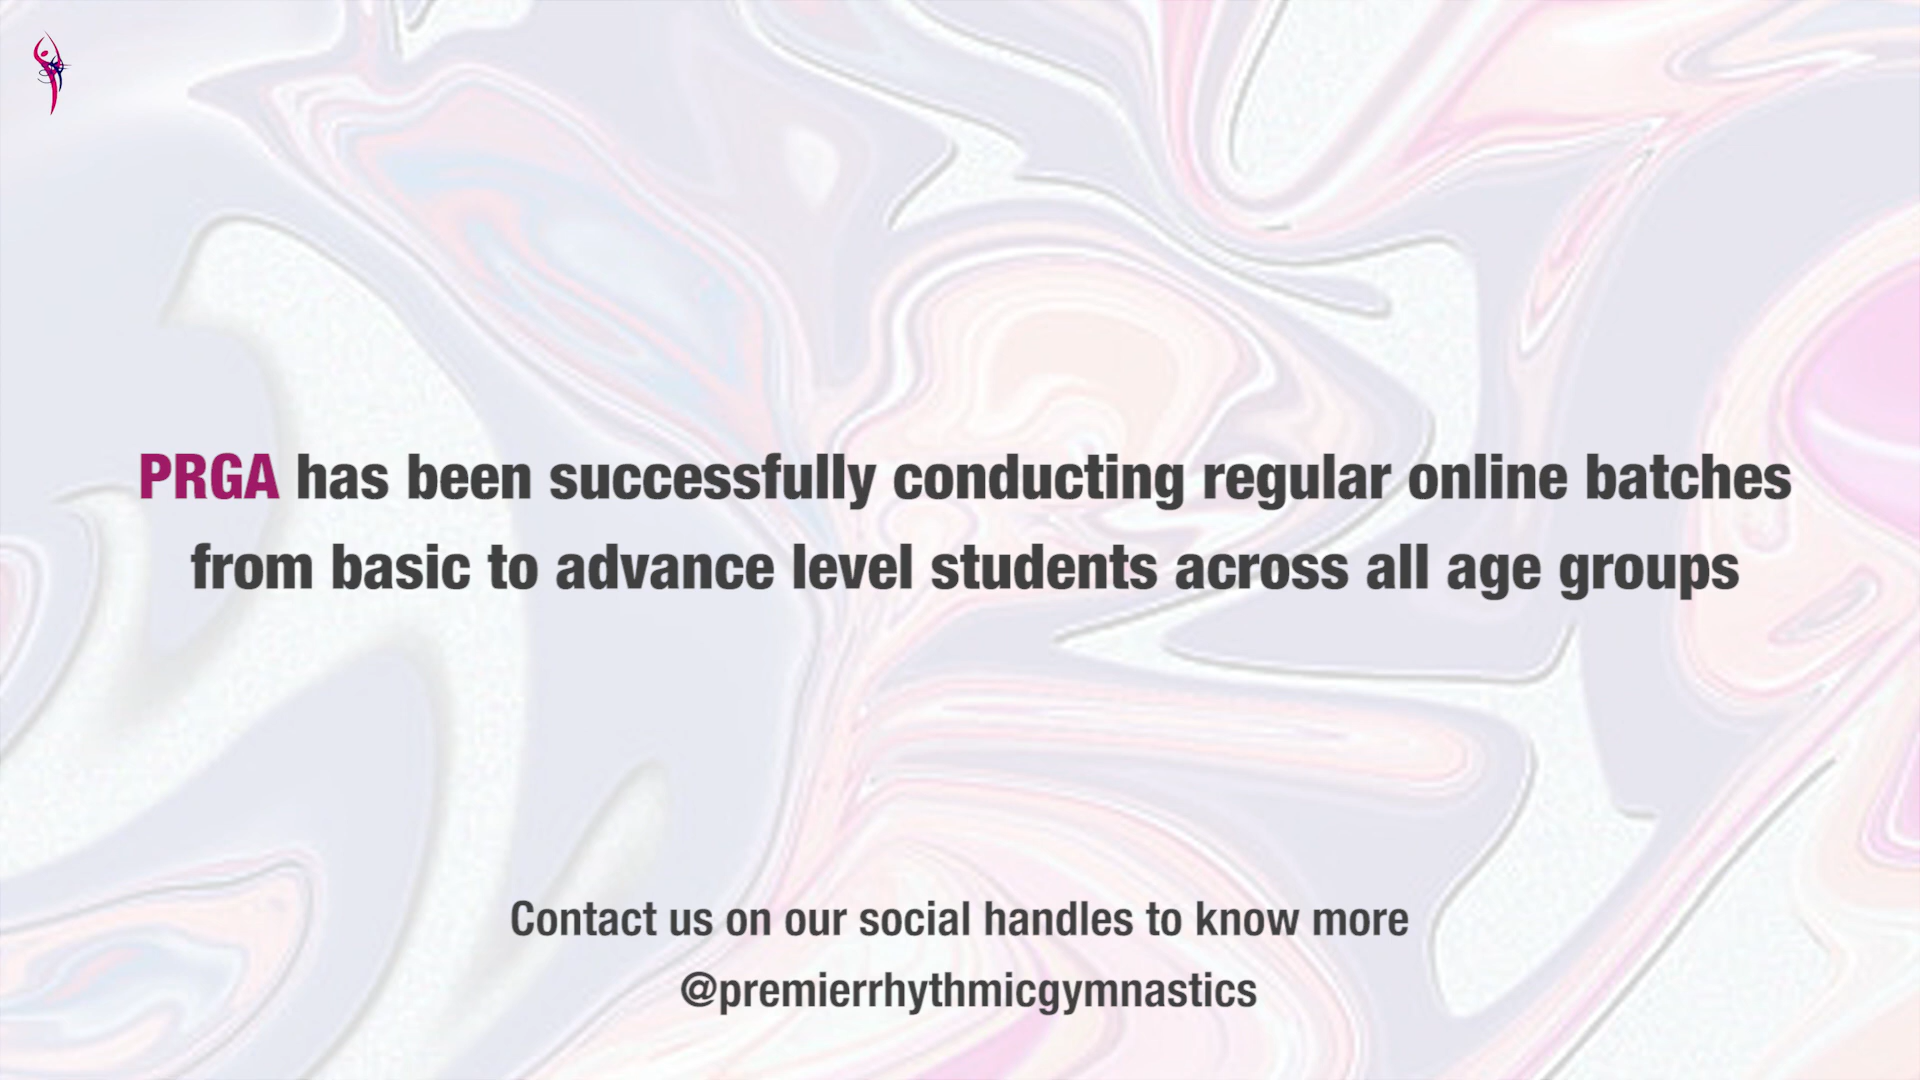 PRGA has been successfully conducting regular online batches
from basic to advance level students across all age groups
Contact us on our social handles to know more
@premierrhythmicgymnastics